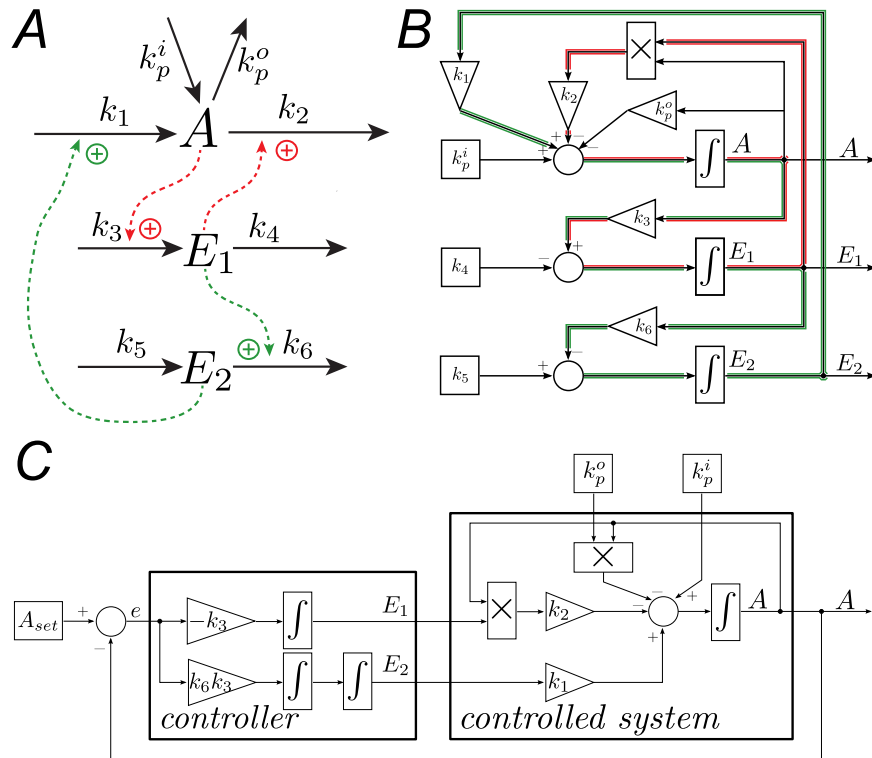 A
k_p^i k_p^o
k_1 A k_2
⊕ ⊕
k_3 ⊕ E_1 k_4
k_5 E_2 ⊕ k_6
B
k_1 × k_2 k_p^o
k_p^i + + − − ∫ A A
k_3
k_4 − + ∫ E_1 E_1
k_6
k_5 + − ∫ E_2 E_2
C
k_p^o k_p^i
×
A_set + − e −k_3 ∫ E_1 × k_2 − − + + ∫ A A
k_6k_3 ∫ ∫ E_2 k_1
controller controlled system